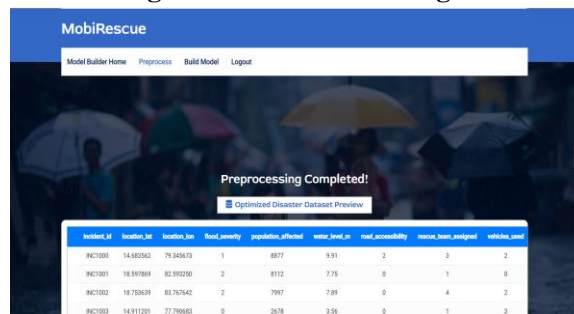 MobiRescue
Model Builder Home Preprocess Build Model Logout
Preprocessing Completed!
Optimized Disaster Dataset Preview
incident_id location_lat location_lon flood_severity population_affected water_level_m road_accessibility rescue_team_assigned vehicles_used
INC1000 14.683562 79.345673 1 8877 9.91 2 3 2
INC1001 18.597869 82.593250 2 8112 7.75 0 1 0
INC1002 18.753639 83.767642 2 7997 7.89 0 4 2
INC1003 14.911201 77.790683 0 2678 3.56 0 1 3